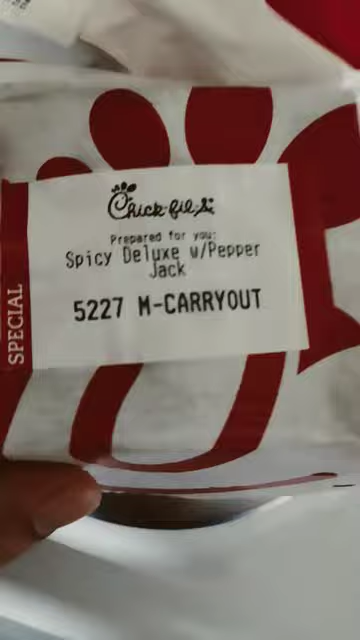 Chick-fil-A
Prepared for you:
Spicy Deluxe w/Pepper
Jack
5227 M-CARRYOUT
SPECIAL